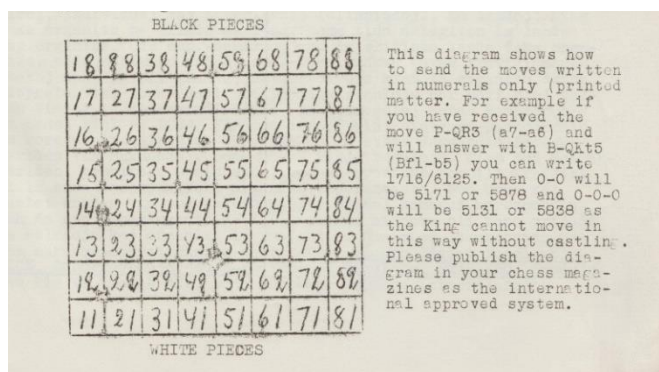 BLACK PIECES
18 28 38 48 58 68 78 88
17 27 37 47 57 67 77 87
16 26 36 46 56 66 76 86
15 25 35 45 55 65 75 85
14 24 34 44 54 64 74 84
13 23 33 43 53 63 73 83
12 22 32 42 52 62 72 82
11 21 31 41 51 61 71 81
WHITE PIECES
This diagram shows how
to send the moves written
in numerals only (printed
matter. For example if
you have received the
move P-QR3 (a7-a6) and
will answer with B-QKt5
(Bfl-b5) you can write
1716/6125. Then 0-0 will
be 5171 or 5878 and 0-0-0
will be 5131 or 5838 as
the King cannot move in
this way without castling.
Please publish the dia-
gram in your chess maga-
zines as the internatio-
nal approved system.